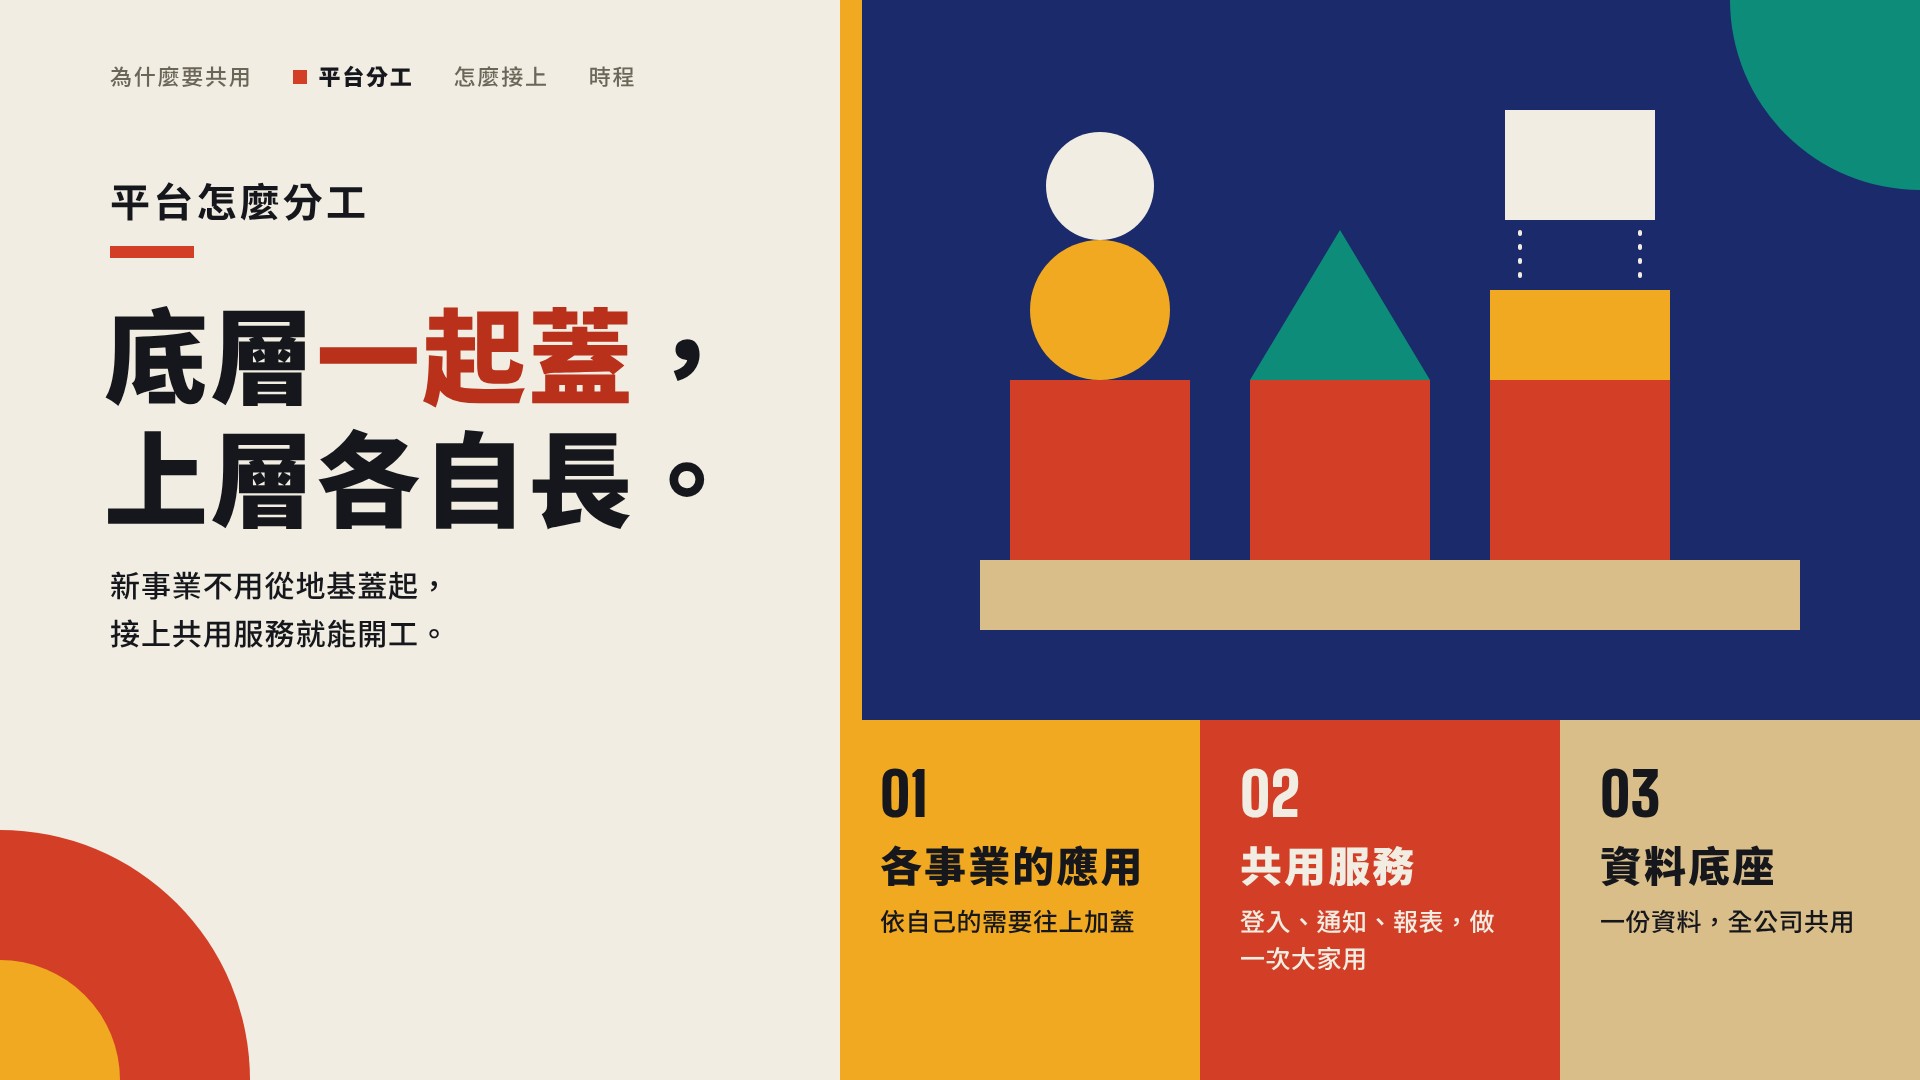 為什麼要共用 平台分工 怎麼接上 時程
平台怎麼分工
底層一起蓋，
上層各自長。
新事業不用從地基蓋起，
接上共用服務就能開工。
01
各事業的應用
依自己的需要往上加蓋
02
共用服務
登入、通知、報表，做
一次大家用
03
資料底座
一份資料，全公司共用